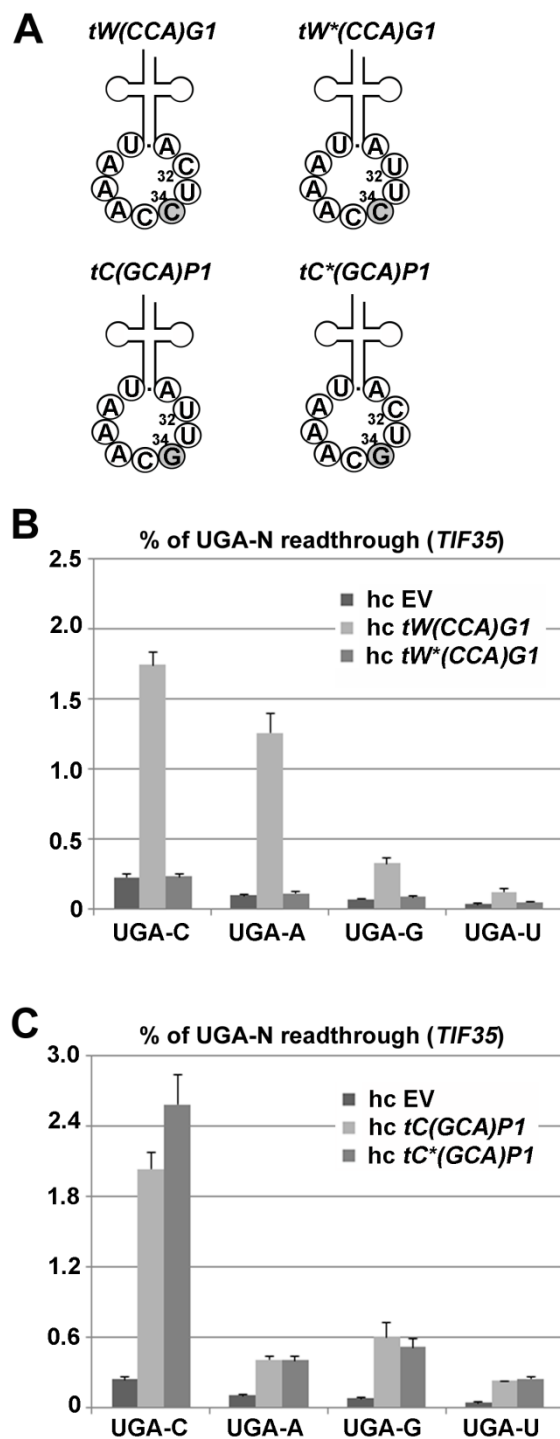 A
tW(CCA)G1 tW*(CCA)G1
U A A C A 32 U A 34 A C C
U A A U A 32 U A 34 A C C
tC(GCA)P1 tC*(GCA)P1
U A A U A 32 U A 34 A C G
U A A C A 32 U A 34 A C G
B
% of UGA-N readthrough (TIF35)
2.5
2.0
1.5
1.0
0.5
0
hc EV
hc tW(CCA)G1
hc tW*(CCA)G1
UGA-C UGA-A UGA-G UGA-U
C
% of UGA-N readthrough (TIF35)
3.0
2.4
1.8
1.2
0.6
0
hc EV
hc tC(GCA)P1
hc tC*(GCA)P1
UGA-C UGA-A UGA-G UGA-U